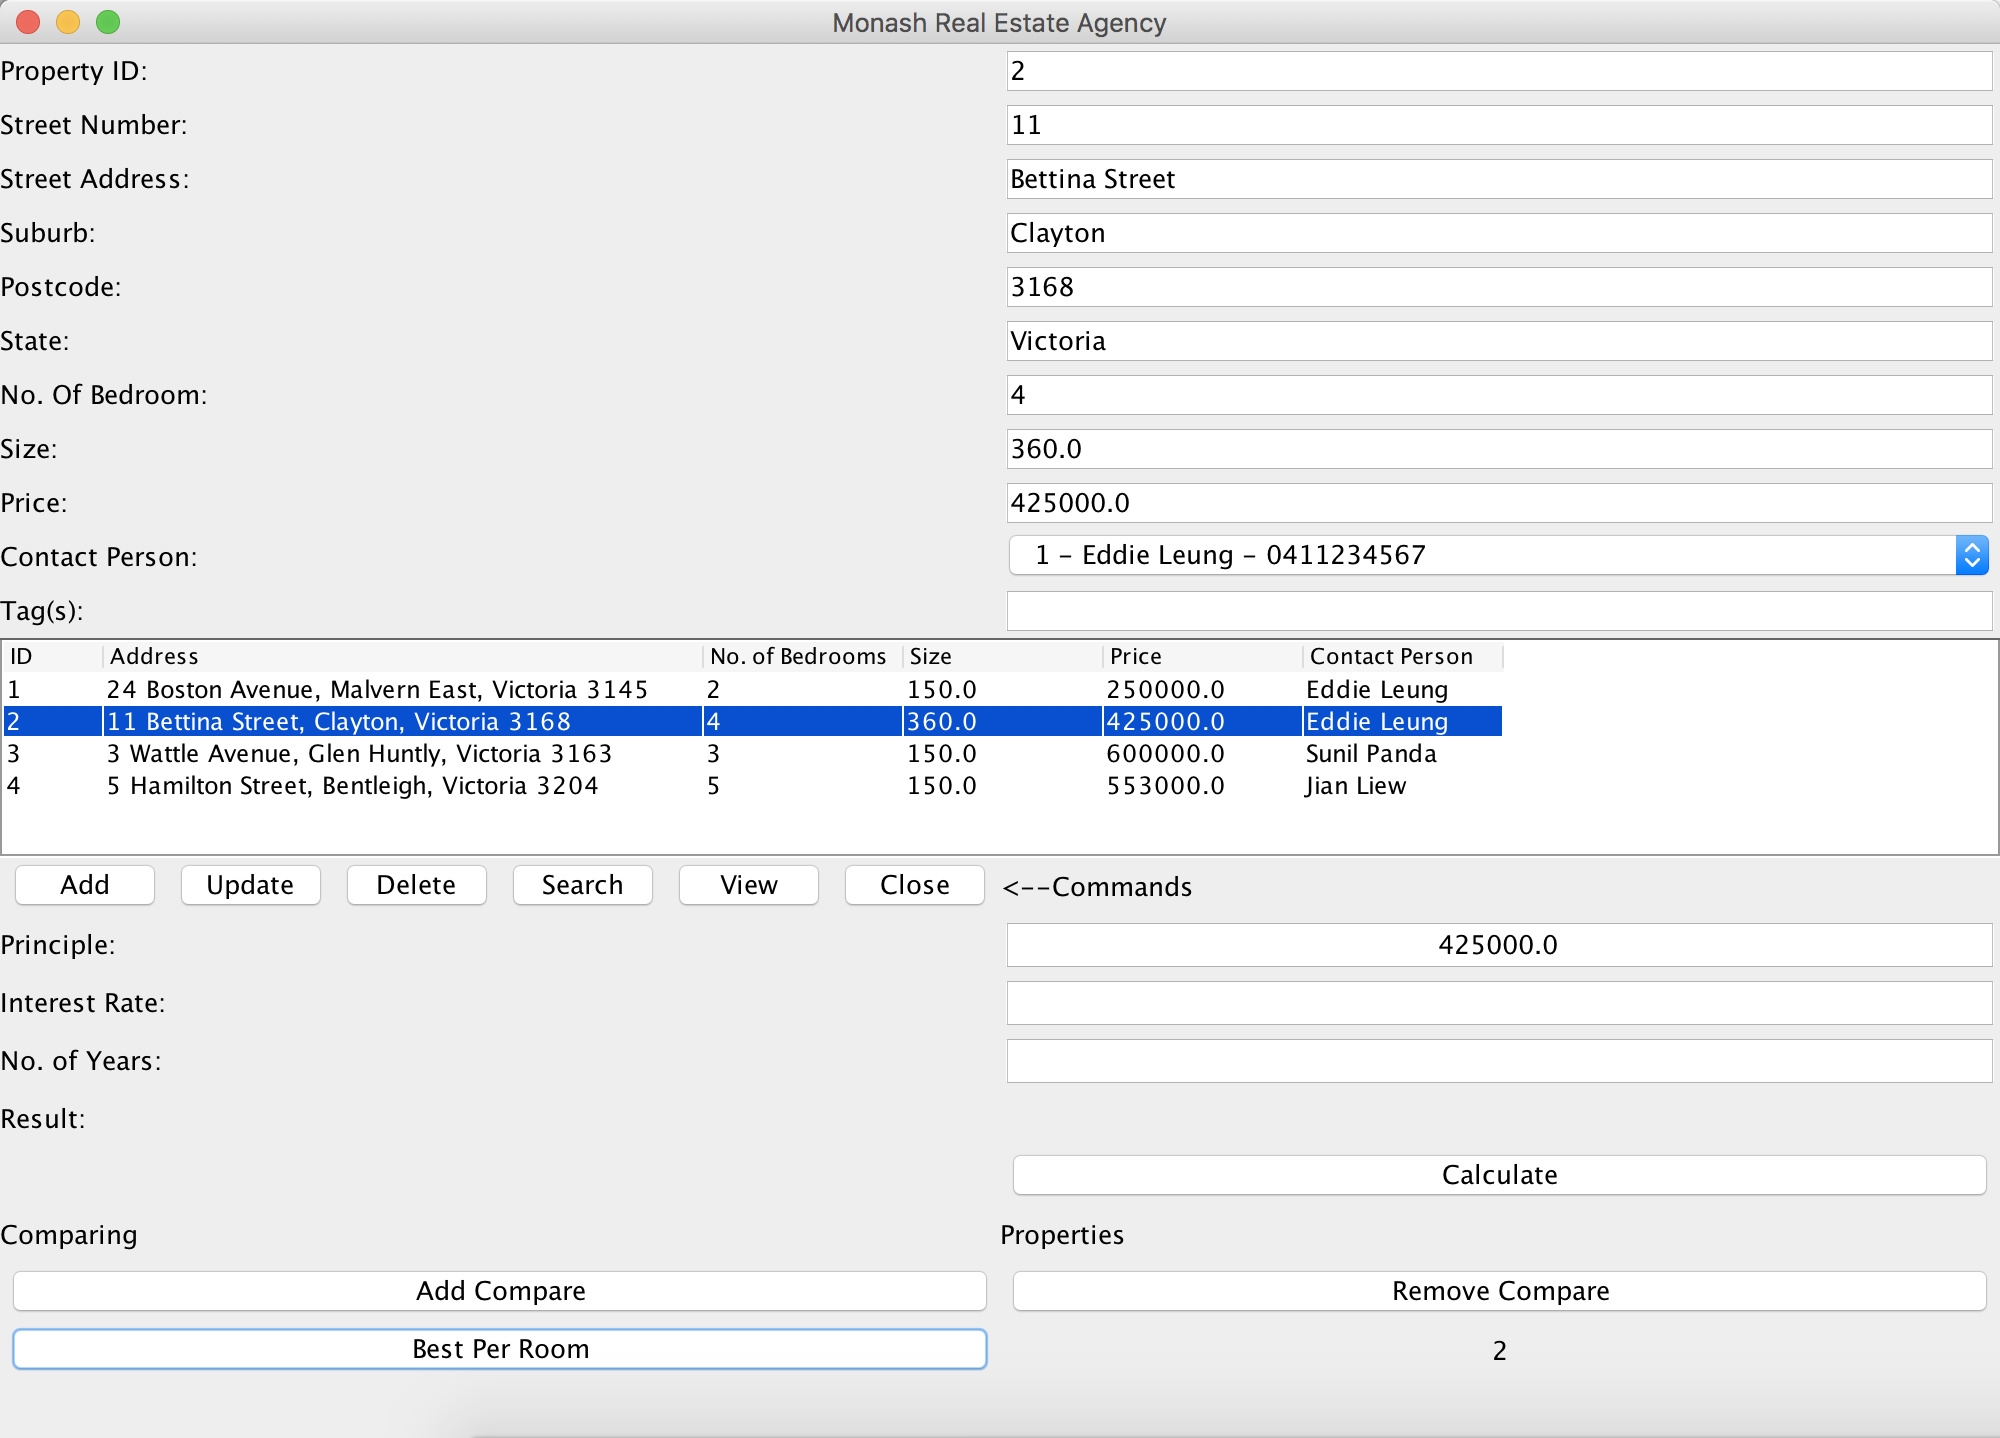 Monash Real Estate Agency
Property ID: 2
Street Number: 11
Street Address: Bettina Street
Suburb: Clayton
Postcode: 3168
State: Victoria
No. Of Bedroom: 4
Size: 360.0
Price: 425000.0
Contact Person: 1 - Eddie Leung - 0411234567
Tag(s):
ID Address No. of Bedrooms Size Price Contact Person
1 24 Boston Avenue, Malvern East, Victoria 3145 2 150.0 250000.0 Eddie Leung
2 11 Bettina Street, Clayton, Victoria 3168 4 360.0 425000.0 Eddie Leung
3 3 Wattle Avenue, Glen Huntly, Victoria 3163 3 150.0 600000.0 Sunil Panda
4 5 Hamilton Street, Bentleigh, Victoria 3204 5 150.0 553000.0 Jian Liew
Add Update Delete Search View Close <--Commands
Principle: 425000.0
Interest Rate:
No. of Years:
Result:
Calculate
Comparing Properties
Add Compare Remove Compare
Best Per Room 2